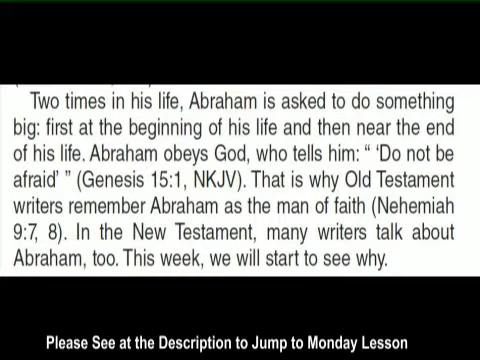 Two times in his life, Abraham is asked to do something
big: first at the beginning of his life and then near the end
of his life. Abraham obeys God, who tells him: “ ‘Do not be
afraid’ ” (Genesis 15:1, NKJV). That is why Old Testament
writers remember Abraham as the man of faith (Nehemiah
9:7, 8). In the New Testament, many writers talk about
Abraham, too. This week, we will start to see why.
Please See at the Description to Jump to Monday Lesson